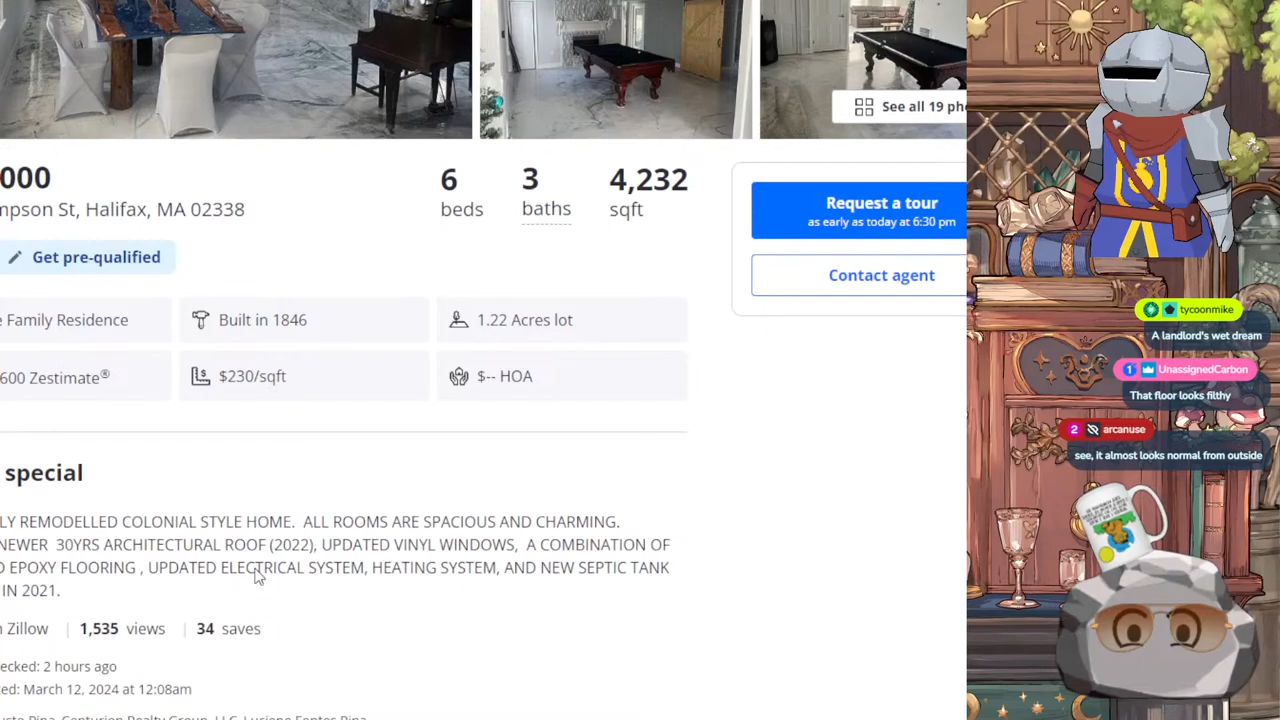 See all 19 pho
000
6
3
4,232
mpson St, Halifax, MA 02338
beds
baths
sqft
Get pre-qualified
Request a tour
as early as today at 6:30 pm
Contact agent
e Family Residence
Built in 1846
1.22 Acres lot
600 Zestimate®
$230/sqft
$-- HOA
special
LY REMODELLED COLONIAL STYLE HOME. ALL ROOMS ARE SPACIOUS AND CHARMING.
NEWER 30YRS ARCHITECTURAL ROOF (2022), UPDATED VINYL WINDOWS, A COMBINATION OF
D EPOXY FLOORING , UPDATED ELECTRICAL SYSTEM, HEATING SYSTEM, AND NEW SEPTIC TANK
IN 2021.
n Zillow
1,535 views
34 saves
ecked: 2 hours ago
ted: March 12, 2024 at 12:08am
tycoonmike
A landlord's wet dream
1 UnassignedCarbon
That floor looks filthy
2 arcanuse
see, it almost looks normal from outside